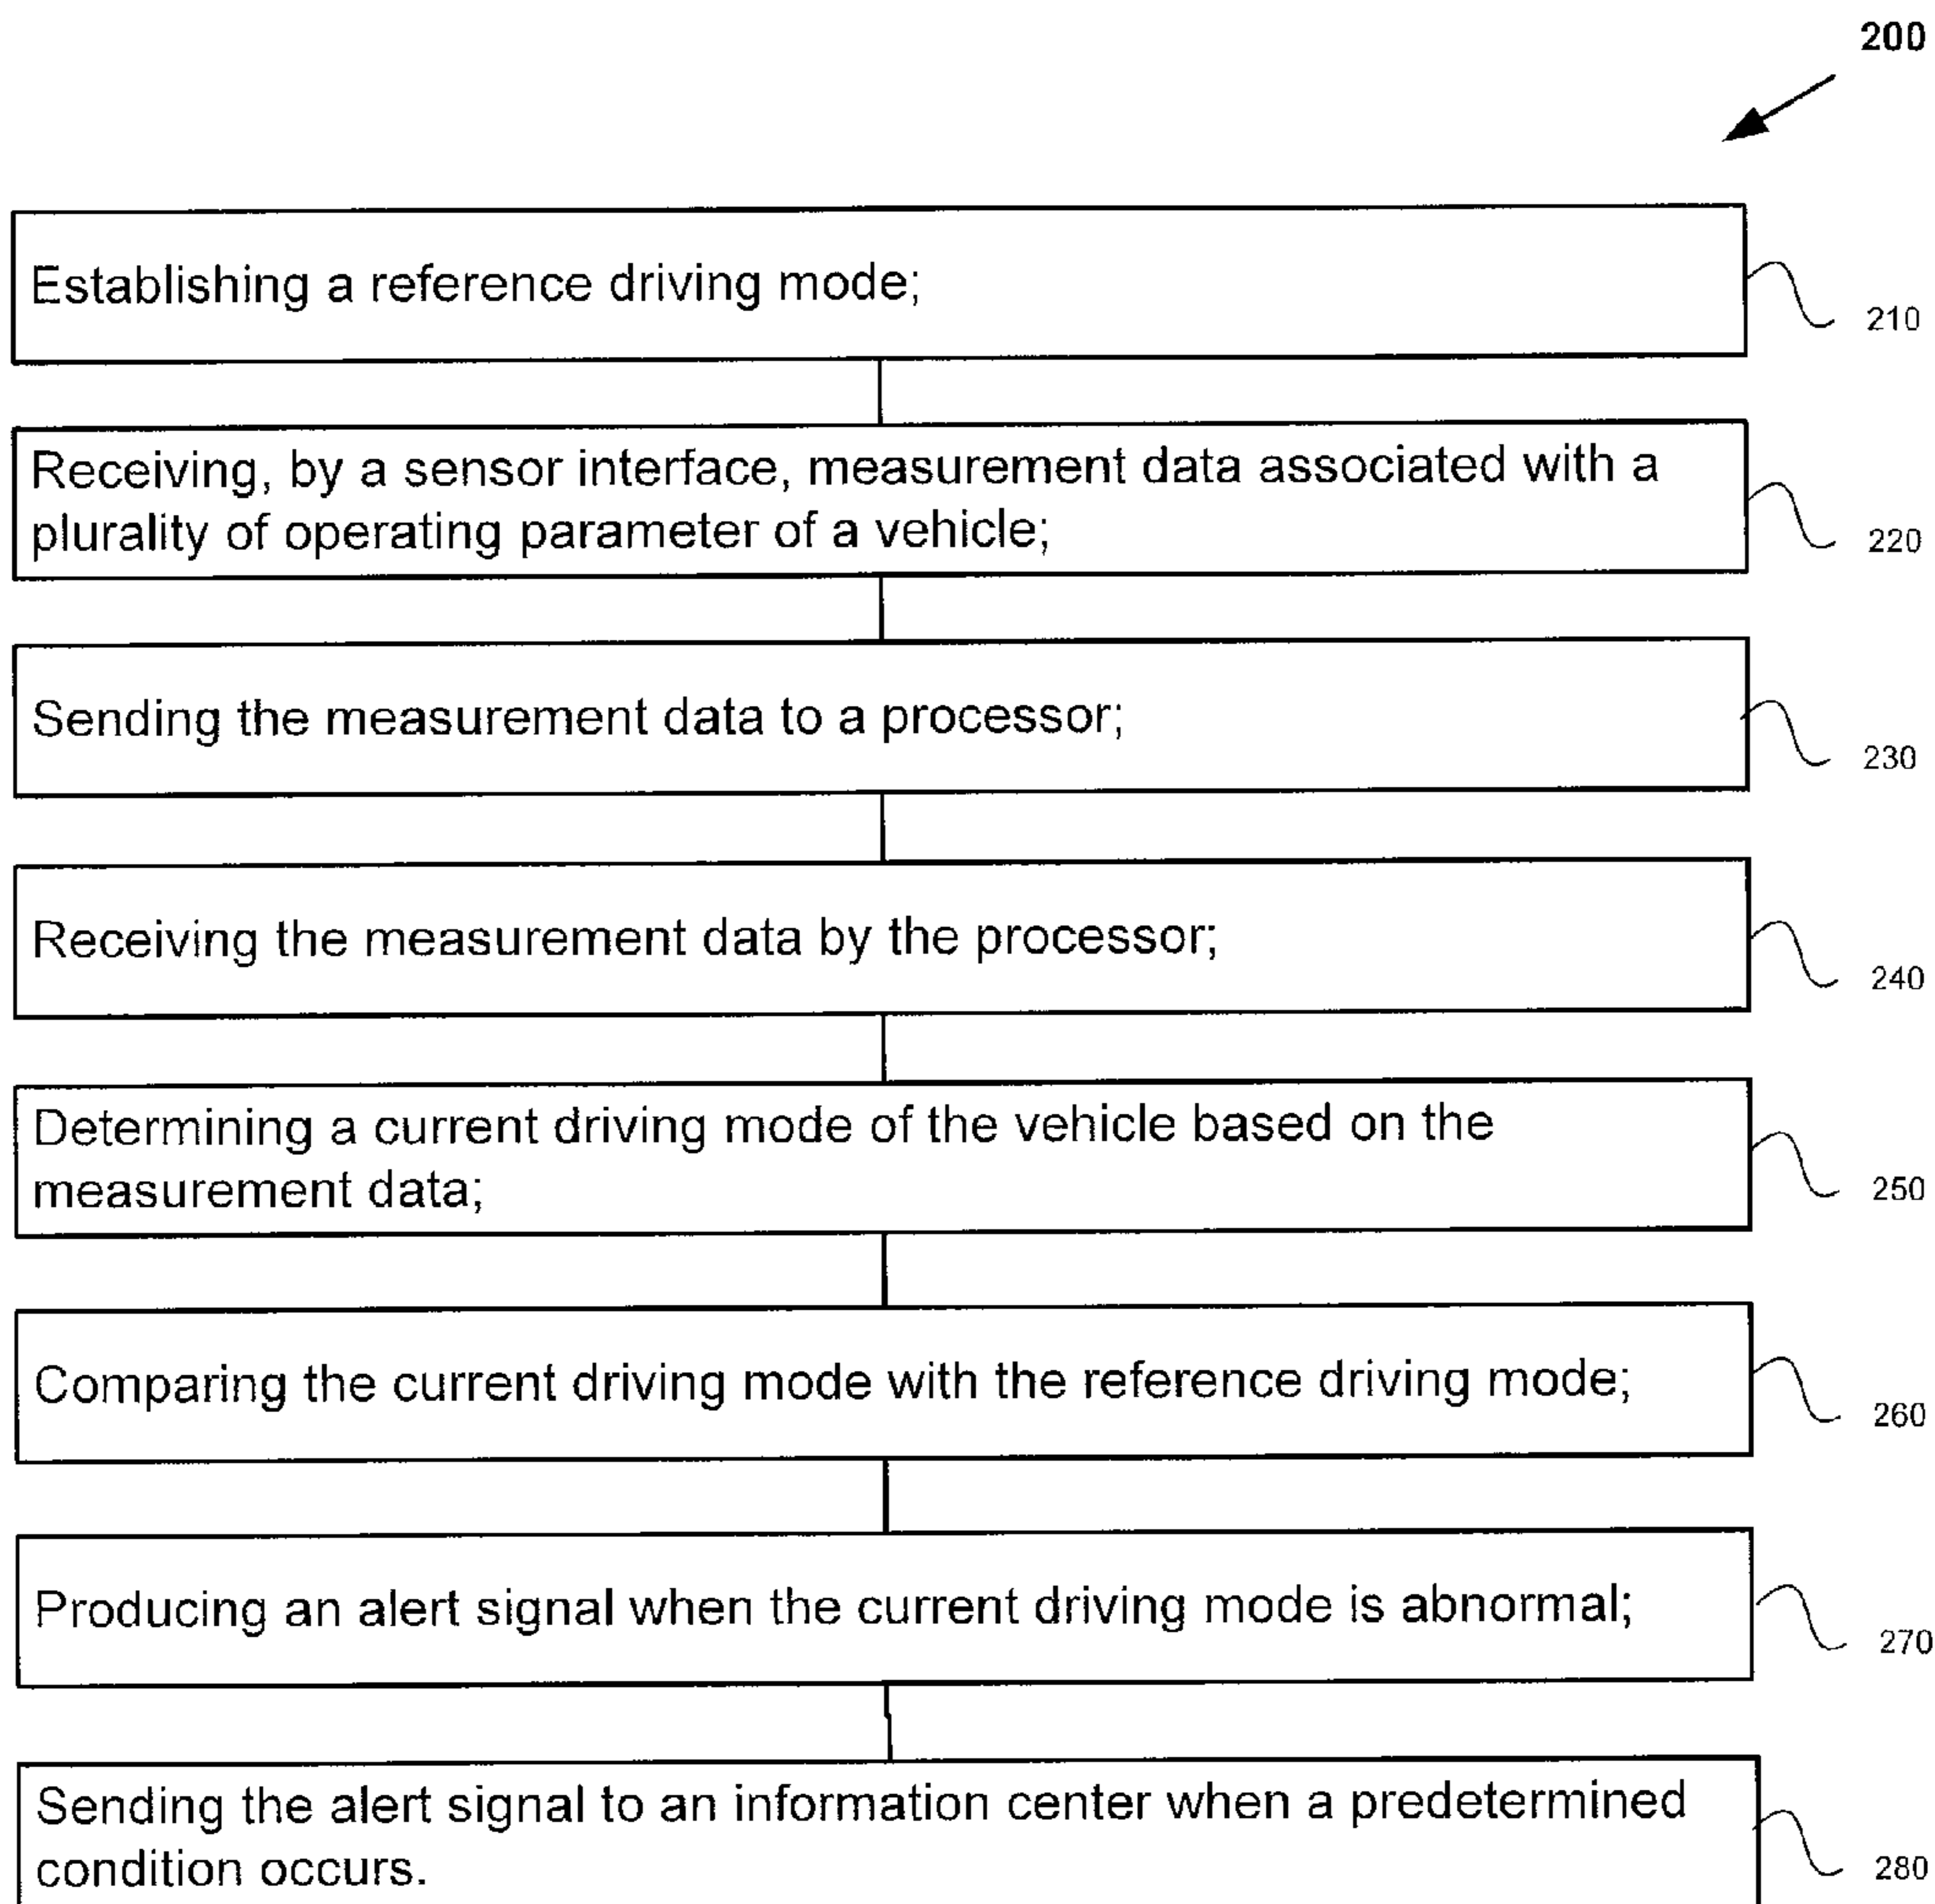 200
Establishing a reference driving mode;
210
Receiving, by a sensor interface, measurement data associated with a
plurality of operating parameter of a vehicle;
220
Sending the measurement data to a processor;
230
Receiving the measurement data by the processor;
240
Determining a current driving mode of the vehicle based on the
measurement data;
250
Comparing the current driving mode with the reference driving mode;
260
Producing an alert signal when the current driving mode is abnormal;
270
Sending the alert signal to an information center when a predetermined
condition occurs.
280